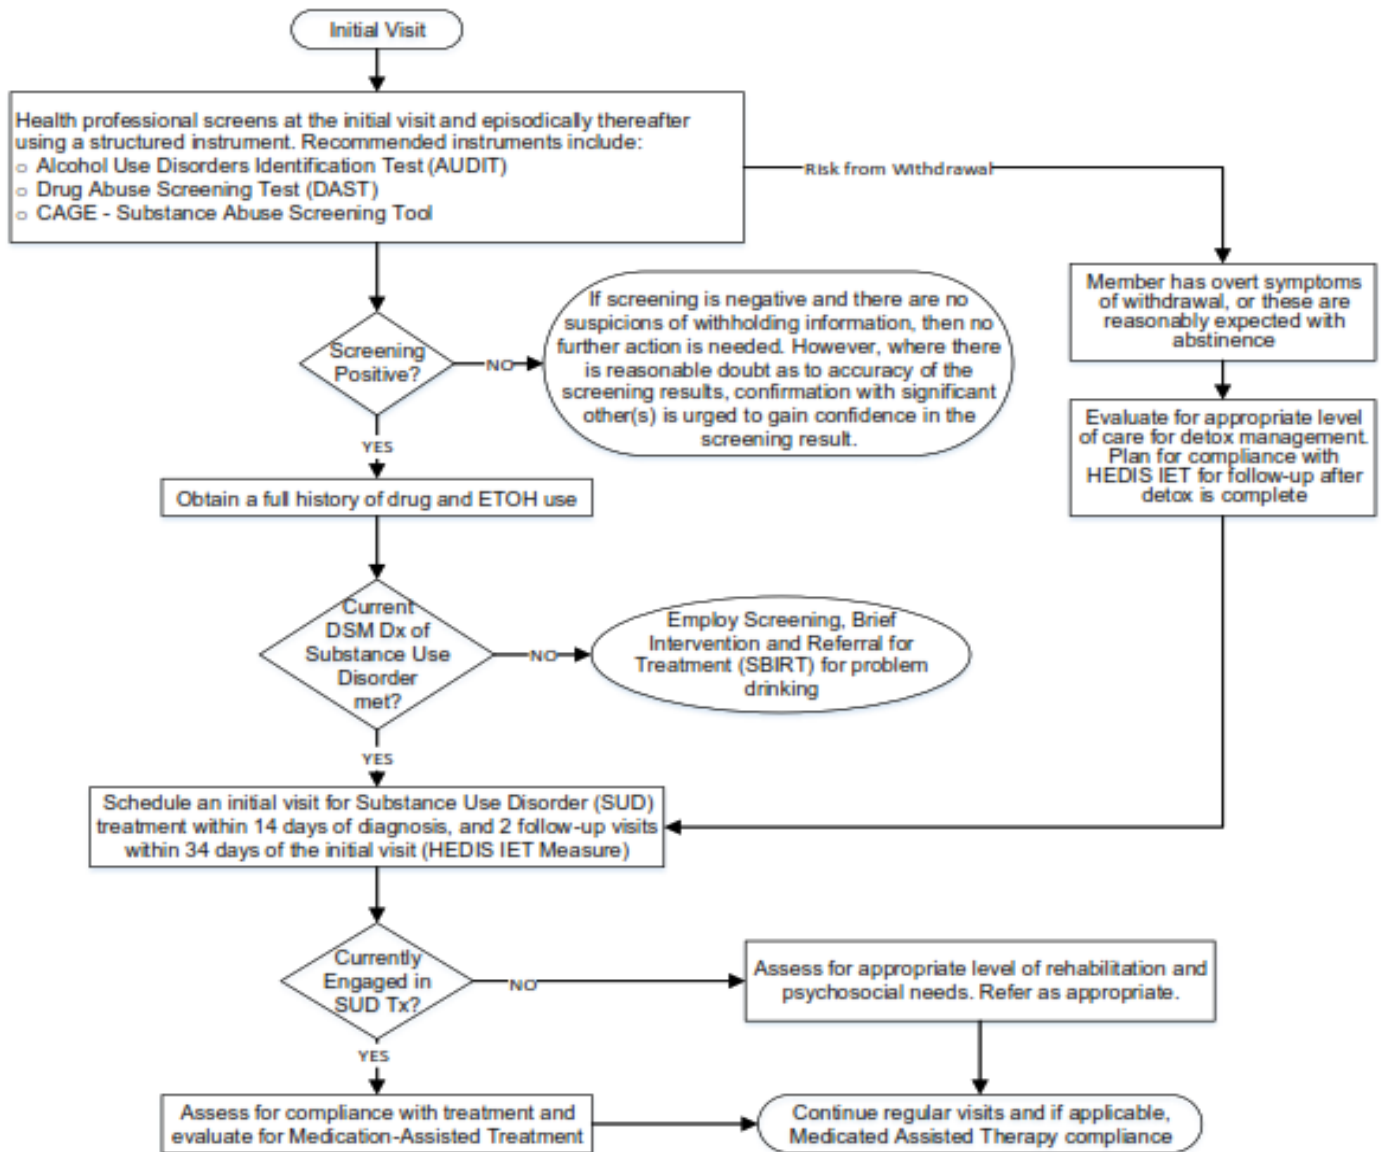 Initial Visit
Health professional screens at the initial visit and episodically thereafter
using a structured instrument. Recommended instruments include:
o Alcohol Use Disorders Identification Test (AUDIT)
o Drug Abuse Screening Test (DAST)
o CAGE - Substance Abuse Screening Tool
Risk from Withdrawal
Member has overt symptoms
of withdrawal, or these are
reasonably expected with
abstinence
Screening
Positive?
NO
If screening is negative and there are no
suspicions of withholding information, then no
further action is needed. However, where there
is reasonable doubt as to accuracy of the
screening results, confirmation with significant
other(s) is urged to gain confidence in the
screening result.
Evaluate for appropriate level
of care for detox management.
Plan for compliance with
HEDIS IET for follow-up after
detox is complete
YES
Obtain a full history of drug and ETOH use
Current
DSM Dx of
Substance Use
Disorder
met?
NO
Employ Screening, Brief
Intervention and Referral for
Treatment (SBIRT) for problem
drinking
YES
Schedule an initial visit for Substance Use Disorder (SUD)
treatment within 14 days of diagnosis, and 2 follow-up visits
within 34 days of the initial visit (HEDIS IET Measure)
Currently
Engaged in
SUD Tx?
NO
Assess for appropriate level of rehabilitation and
psychosocial needs. Refer as appropriate.
YES
Assess for compliance with treatment and
evaluate for Medication-Assisted Treatment
Continue regular visits and if applicable,
Medicated Assisted Therapy compliance